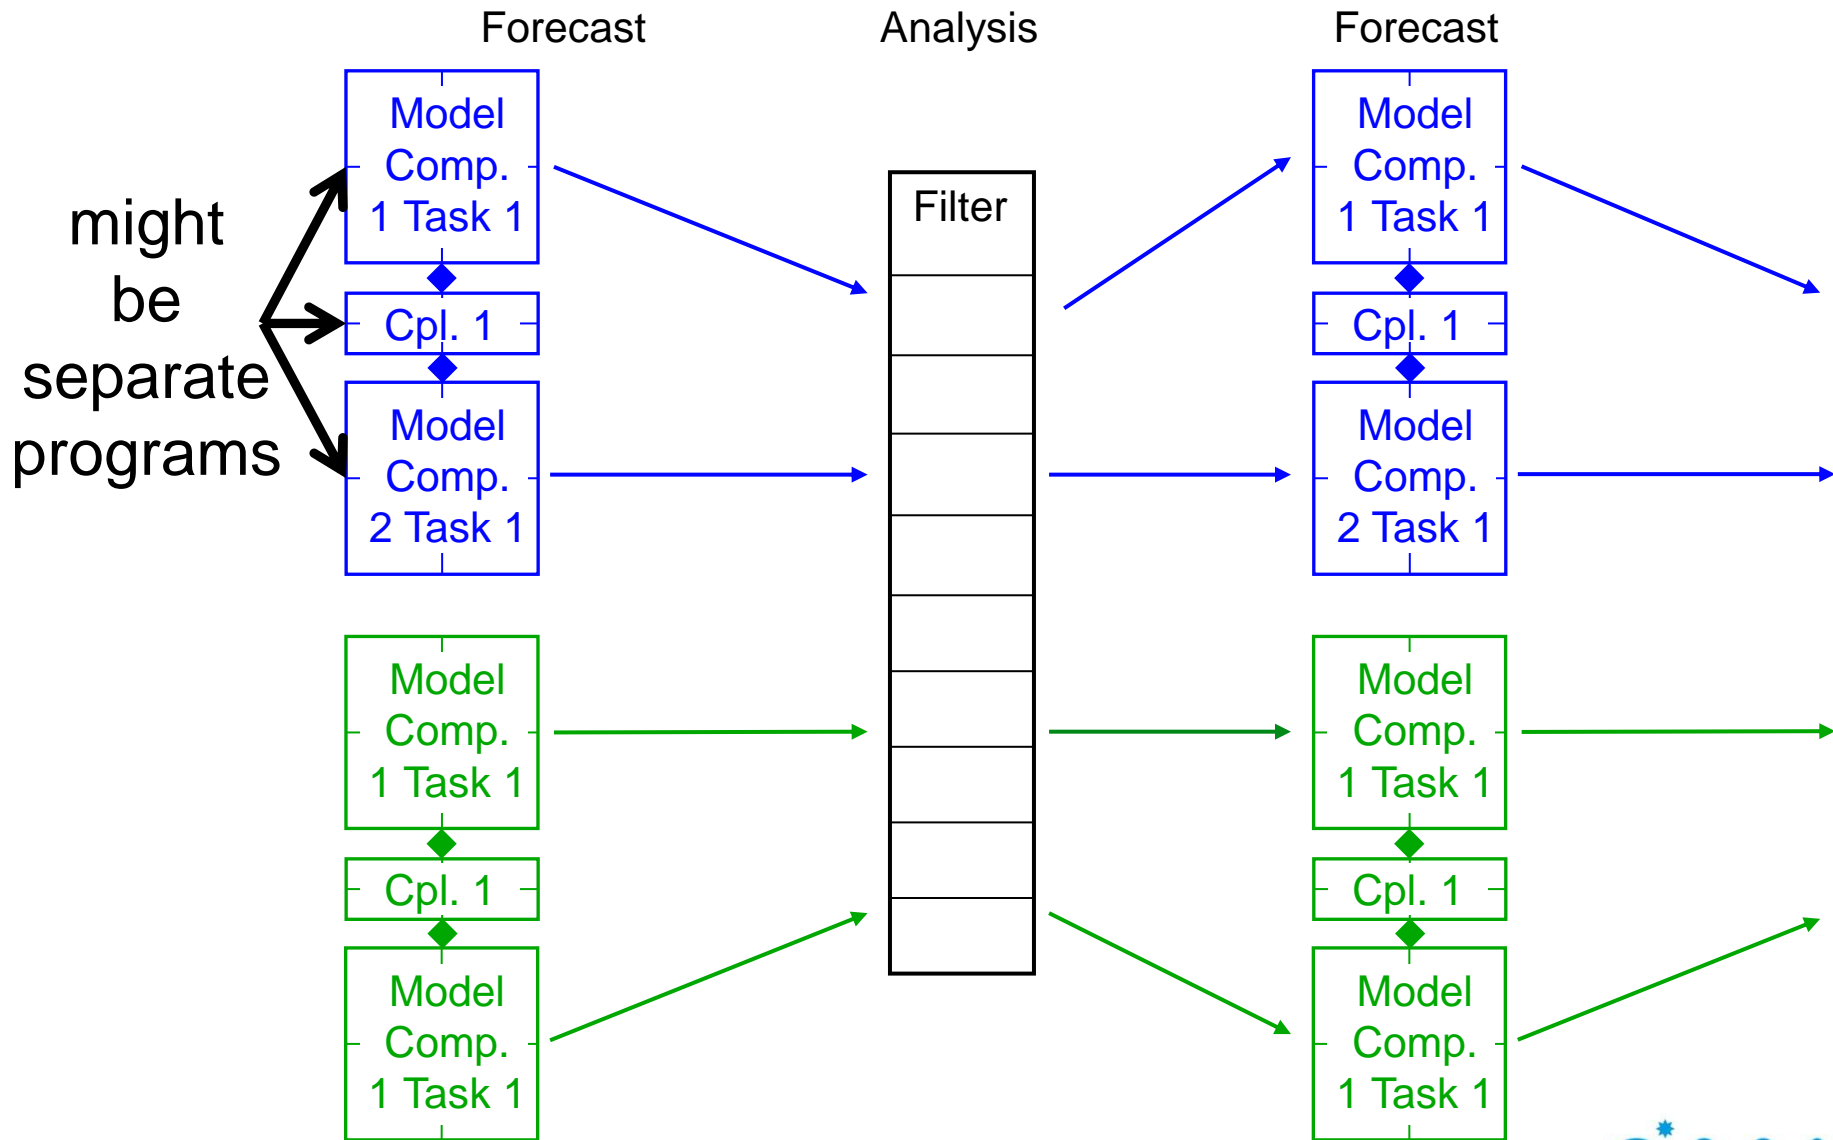 Forecast
Analysis
Forecast
might
be
separate
programs
Model
Comp.
1 Task 1
Cpl. 1
Model
Comp.
2 Task 1
Model
Comp.
1 Task 1
Cpl. 1
Model
Comp.
1 Task 1
Filter
Model
Comp.
1 Task 1
Cpl. 1
Model
Comp.
2 Task 1
Model
Comp.
1 Task 1
Cpl. 1
Model
Comp.
1 Task 1